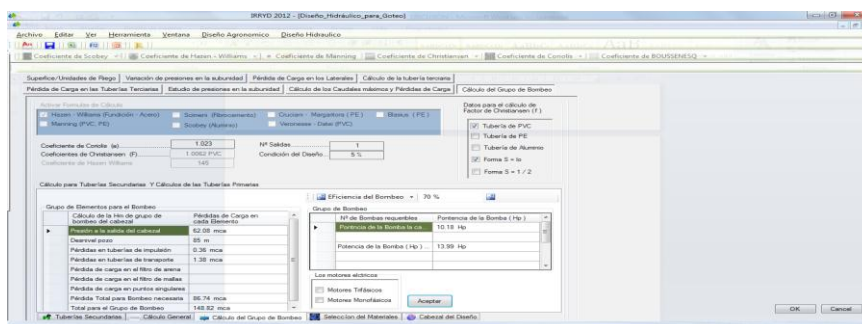 IRRYD 2012 - [Diseño_Hidráulico_para_Goteo]
Archivo Editar Ver Herramienta Ventana Diseño Agronomico Diseño Hidraulico
Coeficiente de Scobey Coeficiente de Hasen - Williams Coeficiente de Manning Coeficiente de Christiansen Coeficiente de Coriolis Coeficiente de BOUSSENESQ
Superfice/Unidades de Riego Variación de presiones en la subunidad Pérdida de Carga en los Laterales Cálculo de la tubería terciaria
Pérdida de Carga en las Tuberías Terciarias Estudio de presiones en la subunidad Cálculo de los Caudales máximos y Pérdidas de Carga Cálculo del Grupo de Bombeo
Activar Formulas de Cálculo
Hasen - Williams (Fundición - Acero) Scimeni (Fibrocemento) Cruciani - Margaritora (PE) Blasius (PE)
Manning (PVC, PE) Scobey (Aluminio) Veronesse - Datei (PVC)
Datos para el cálculo de
Factor de Christiansen (f)
Tubería de PVC
Tubería de PE
Tubería de Aluminio
Forma S = lo
Forma S = 1 / 2
Coeficiente de Coriolis (a) 1.023 Nº Salidas 1
Coeficientes de Christiansen (F) 1.0062 PVC Condición del Diseño 5 %
Coeficiente de Hasen Williams 145
Cálculo para Tuberías Secundarias Y Cálculos de las Tuberías Primarias
EFiciencia del Bombeo 70 %
Grupo de Elementos para el Bombeo
Cálculo de la Hm de grupo de bombeo del cabezal Pérdidas de Carga en cada Elemento
Presión a la salida del cabezal 62.08 mca
Desnivel pozo 85 m
Pérdidas en tuberías de impulsión 0.36 mca
Pérdidas en tuberías de transporte 1.38 mca
Pérdida de carga en el filtro de arena
Pérdida de carga en el filtro de mallas
Pérdida de carga en puntos singulares
Pérdida Total para Bombeo necesaria 86.74 mca
Total para el Grupo de Bombeo 148.82 mca
Grupo de Bombeo
Nº de Bombas requeribles Pontencia de la Bomba ( Hp )
Pontncia de la Bomba la ca... 10.18 Hp
Potencia de la Bomba ( Hp ) ... 13.99 Hp
Los motores eléctricos
Motores Trifásicos
Motores Monofásicos
Aceptar
OK Cancel
Tuberías Secundarias Cálculo General Cálculo del Grupo de Bombeo Seleccíon del Materiales Cabezal del Diseño